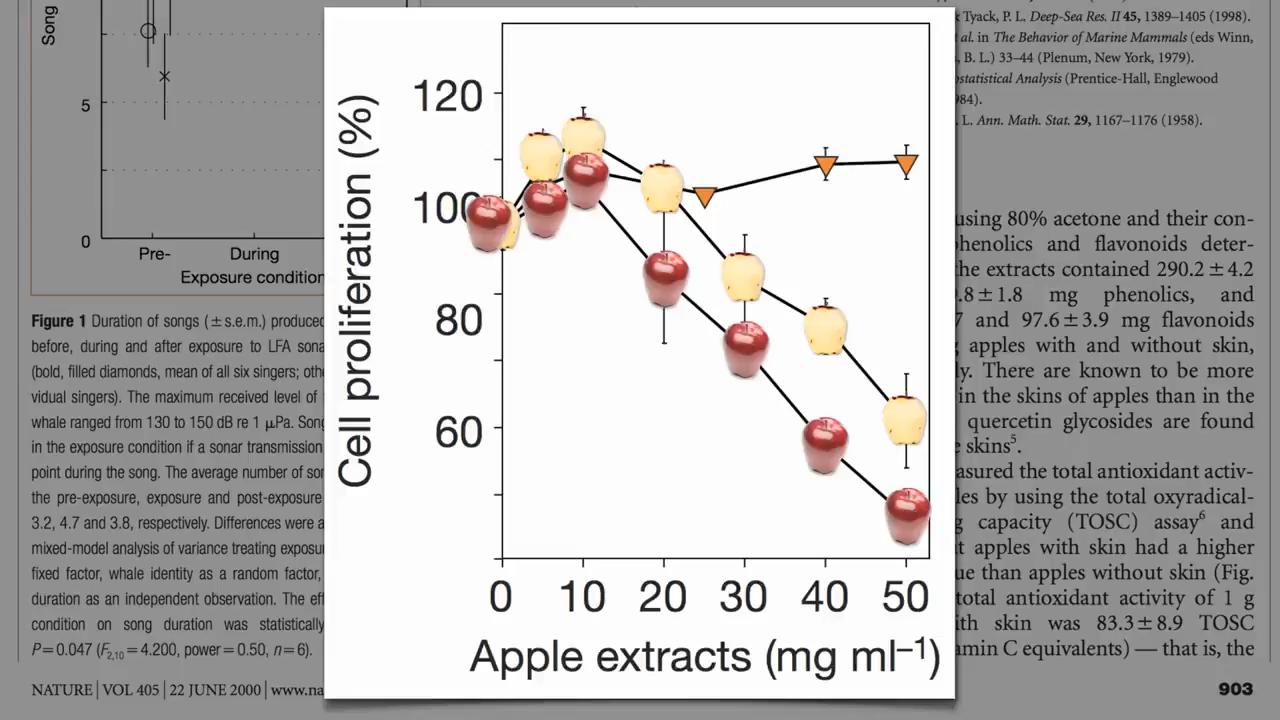 Song
5
0
Pre-
During
Exposure condition
Figure 1 Duration of songs (± s.e.m.) produced
before, during and after exposure to LFA sona
(bold, filled diamonds, mean of all six singers; oth
vidual singers). The maximum received level of
whale ranged from 130 to 150 dB re 1 μPa. Song
in the exposure condition if a sonar transmission
point during the song. The average number of son
the pre-exposure, exposure and post-exposure
3.2, 4.7 and 3.8, respectively. Differences were a
mixed-model analysis of variance treating exposu
fixed factor, whale identity as a random factor,
duration as an independent observation. The eff
condition on song duration was statistically
P=0.047 (F2,10=4.200, power=0.50, n=6).
NATURE | VOL 405 | 22 JUNE 2000 | www.na
Cell proliferation (%)
120
100
80
60
0 10 20 30 40 50
Apple extracts (mg ml–1)
Tyack, P. L. Deep-Sea Res. II 45, 1389–1405 (1998).
al. in The Behavior of Marine Mammals (eds Winn,
, B. L.) 33–44 (Plenum, New York, 1979).
ostatistical Analysis (Prentice-Hall, Englewood
984).
. L. Ann. Math. Stat. 29, 1167–1176 (1958).
using 80% acetone and their con-
phenolics and flavonoids deter-
the extracts contained 290.2 ± 4.2
.8 ± 1.8 mg phenolics, and
7 and 97.6 ± 3.9 mg flavonoids
apples with and without skin,
ly. There are known to be more
in the skins of apples than in the
quercetin glycosides are found
skins5.
asured the total antioxidant activ-
les by using the total oxyradical-
g capacity (TOSC) assay6 and
t apples with skin had a higher
ue than apples without skin (Fig.
total antioxidant activity of 1 g
ith skin was 83.3 ± 8.9 TOSC
amin C equivalents) — that is, the
903